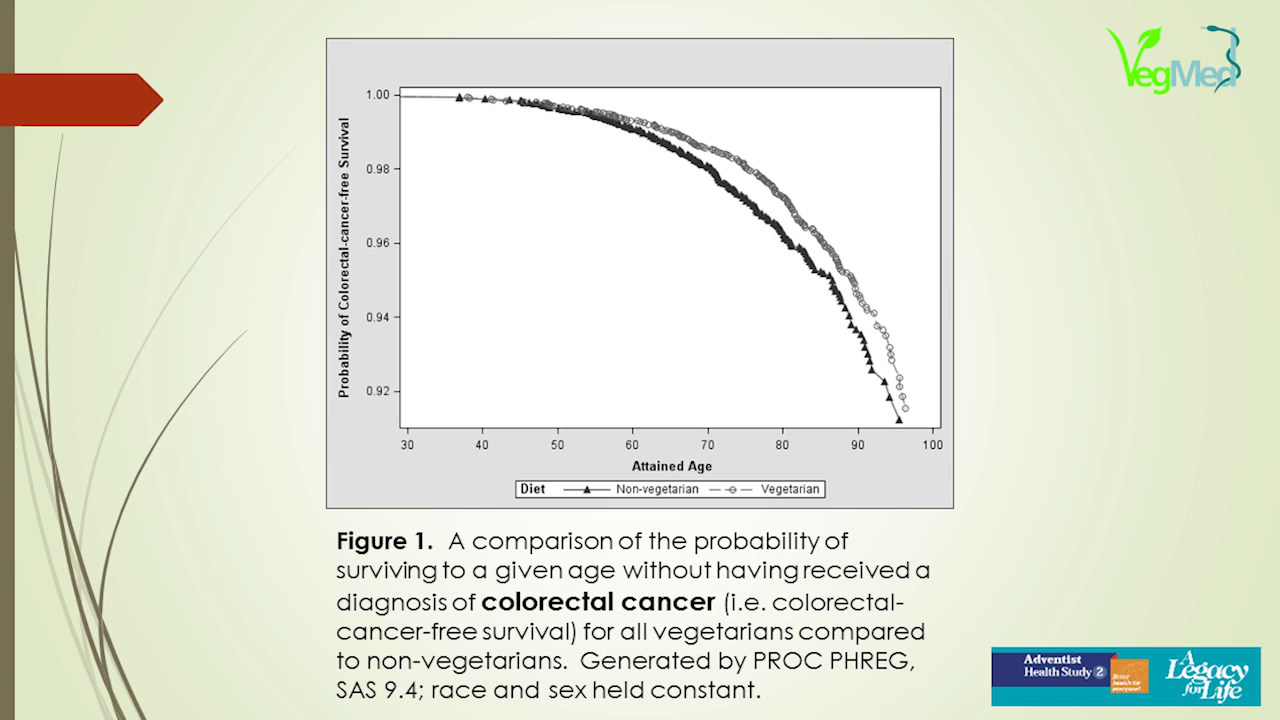 VegMed
1.00
0.98
0.96
0.94
0.92
Probability of Colorectal-cancer-free Survival
30 40 50 60 70 80 90 100
Attained Age
Diet Non-vegetarian Vegetarian
Figure 1. A comparison of the probability of
surviving to a given age without having received a
diagnosis of colorectal cancer (i.e. colorectal-
cancer-free survival) for all vegetarians compared
to non-vegetarians. Generated by PROC PHREG,
SAS 9.4; race and sex held constant.
Adventist
Health Study 2
Better
health for
everyone!
A
Legacy
for Life